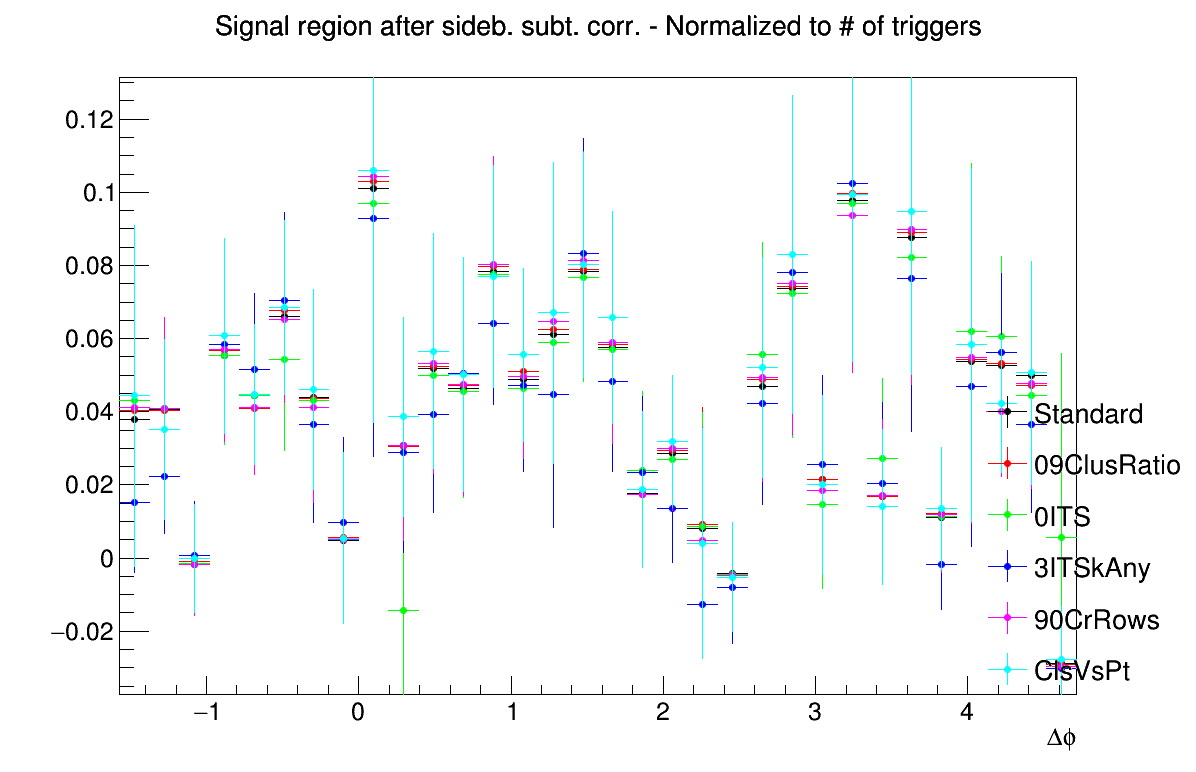 Signal region after sideb. subt. corr. - Normalized to # of triggers
0.12
0.1
0.08
0.06
0.04
0.02
0
−0.02
Standard
09ClusRatio
0ITS
3ITSkAny
90CrRows
ClsVsPt
−1 0 1 2 3 4
Δϕ